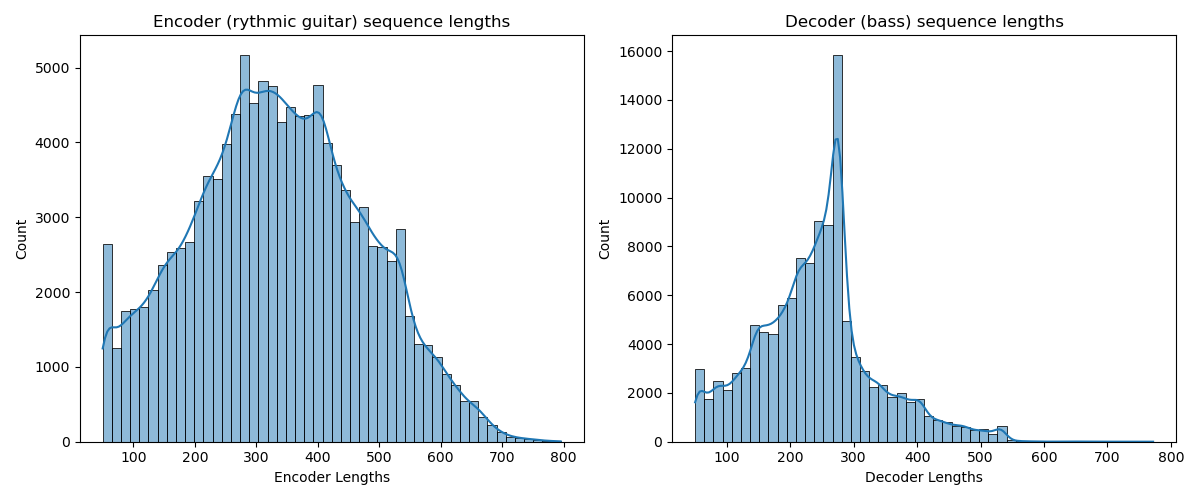 Encoder (rythmic guitar) sequence lengths
Count
5000
4000
3000
2000
1000
0
100 200 300 400 500 600 700 800
Encoder Lengths
Decoder (bass) sequence lengths
Count
16000
14000
12000
10000
8000
6000
4000
2000
0
100 200 300 400 500 600 700 800
Decoder Lengths